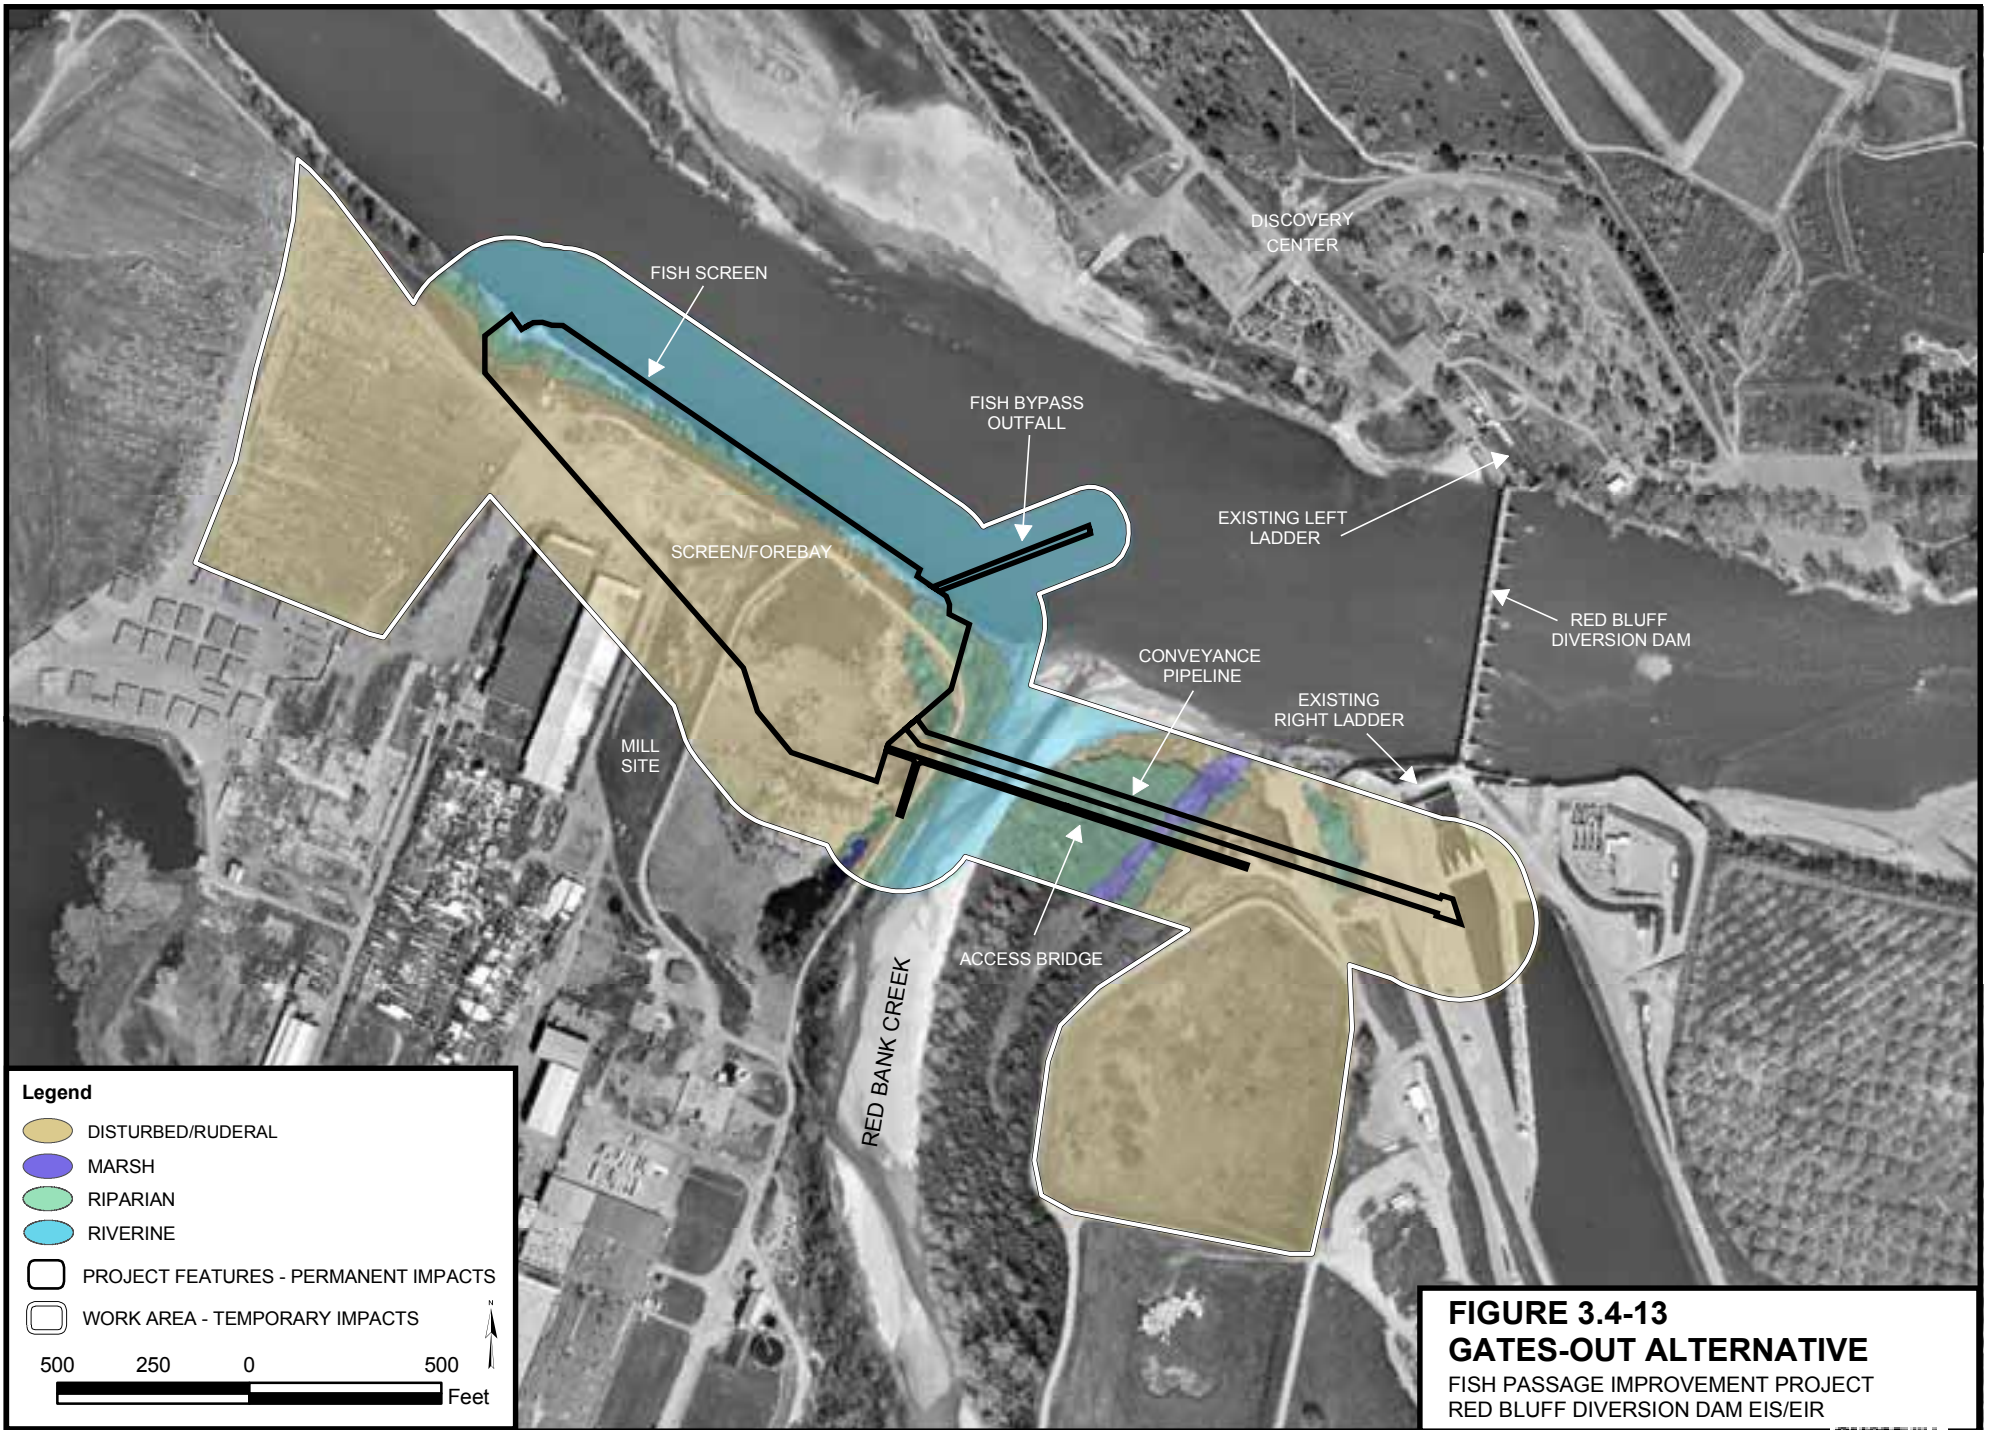 DISCOVERY
CENTER
FISH SCREEN
FISH BYPASS
OUTFALL
EXISTING LEFT
LADDER
SCREEN/FOREBAY
RED BLUFF
DIVERSION DAM
CONVEYANCE
PIPELINE
EXISTING
RIGHT LADDER
MILL
SITE
ACCESS BRIDGE
RED BANK CREEK
Legend
DISTURBED/RUDERAL
MARSH
RIPARIAN
RIVERINE
PROJECT FEATURES - PERMANENT IMPACTS
WORK AREA - TEMPORARY IMPACTS
N
500 250 0 500
Feet
FIGURE 3.4-13
GATES-OUT ALTERNATIVE
FISH PASSAGE IMPROVEMENT PROJECT
RED BLUFF DIVERSION DAM EIS/EIR